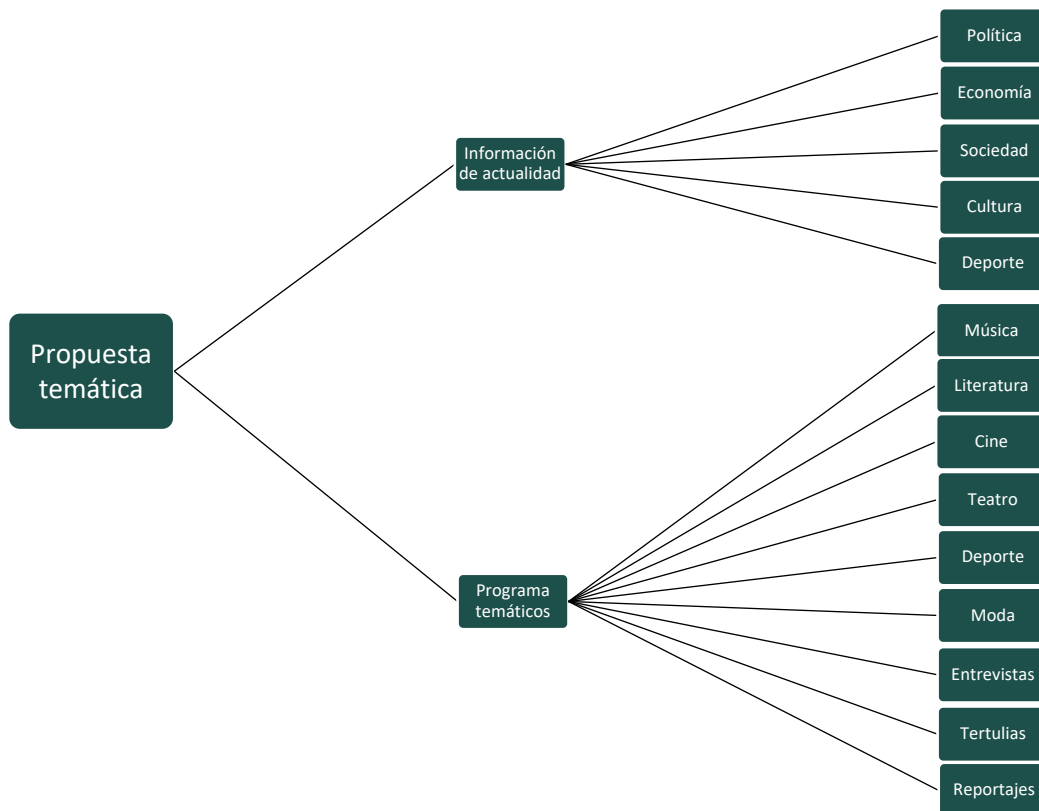 Política
Economía
Información
de actualidad
Sociedad
Cultura
Deporte
Propuesta
temática
Música
Literatura
Cine
Teatro
Deporte
Programa
temáticos
Moda
Entrevistas
Tertulias
Reportajes